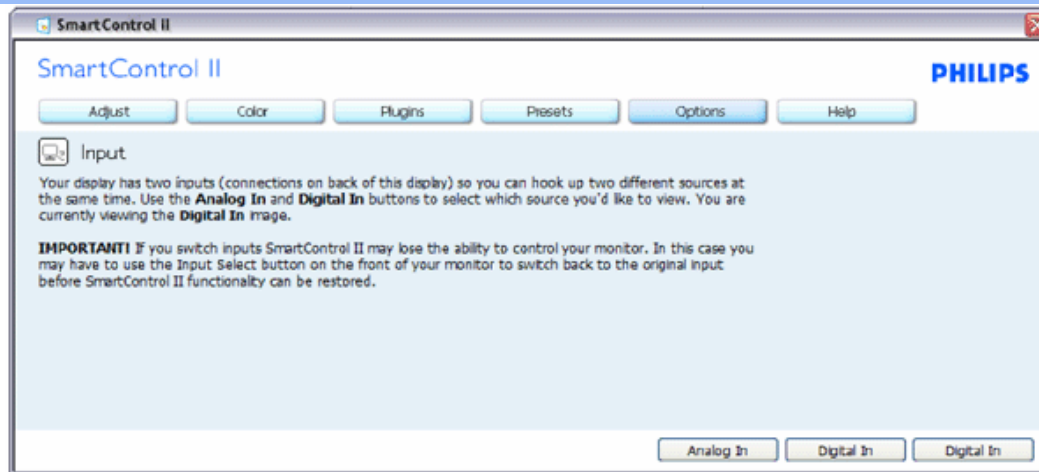 SmartControl II
SmartControl II
PHILIPS
Adjust Color Plugins Presets Options Help
Input
Your display has two inputs (connections on back of this display) so you can hook up two different sources at
the same time. Use the Analog In and Digital In buttons to select which source you'd like to view. You are
currently viewing the Digital In image.
IMPORTANT! If you switch inputs SmartControl II may lose the ability to control your monitor. In this case you
may have to use the Input Select button on the front of your monitor to switch back to the original input
before SmartControl II functionality can be restored.
Analog In Digital In Digital In